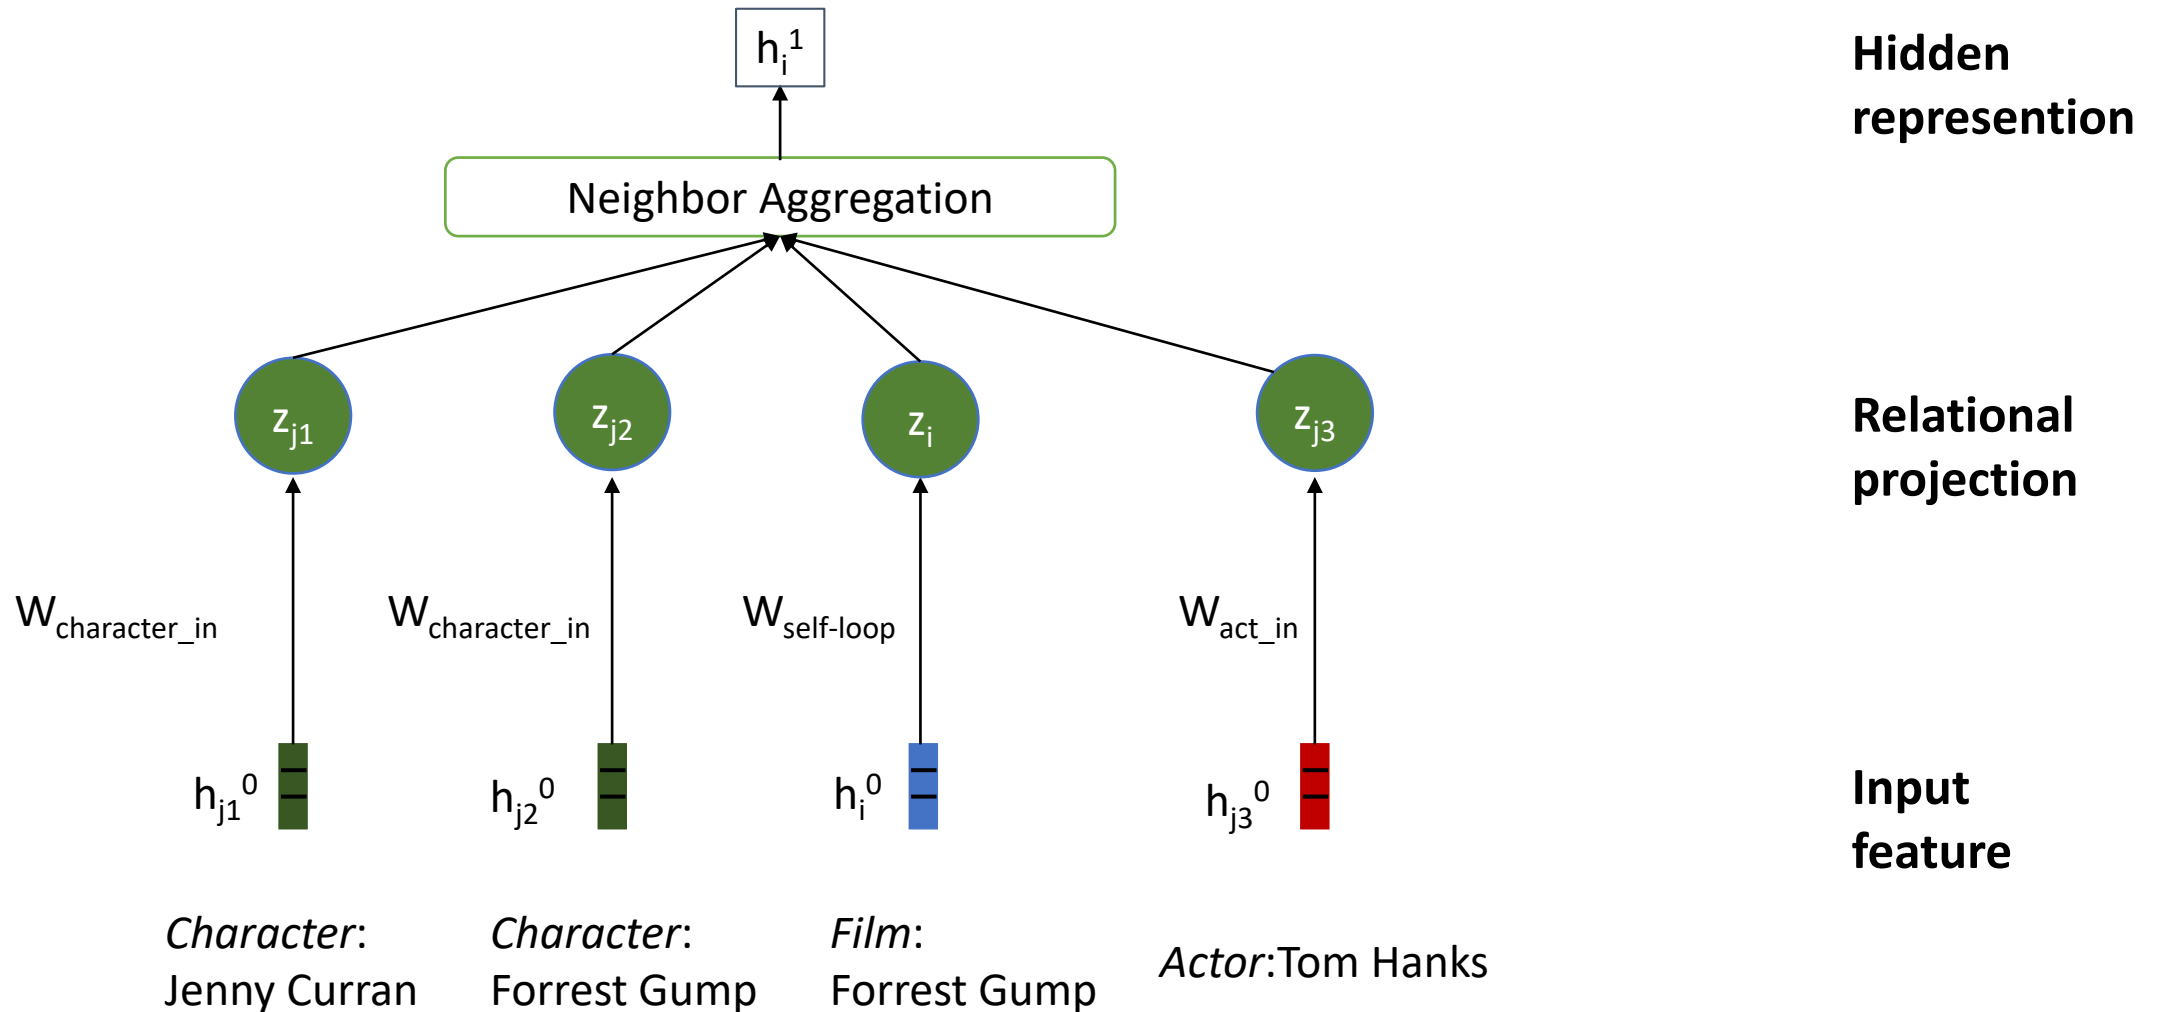 h_i^1
Hidden
represention
Neighbor Aggregation
z_j1
z_j2
z_i
z_j3
Relational
projection
W_character_in
W_character_in
W_self-loop
W_act_in
h_j1^0
h_j2^0
h_i^0
h_j3^0
Input
feature
Character:
Jenny Curran
Character:
Forrest Gump
Film:
Forrest Gump
Actor:Tom Hanks